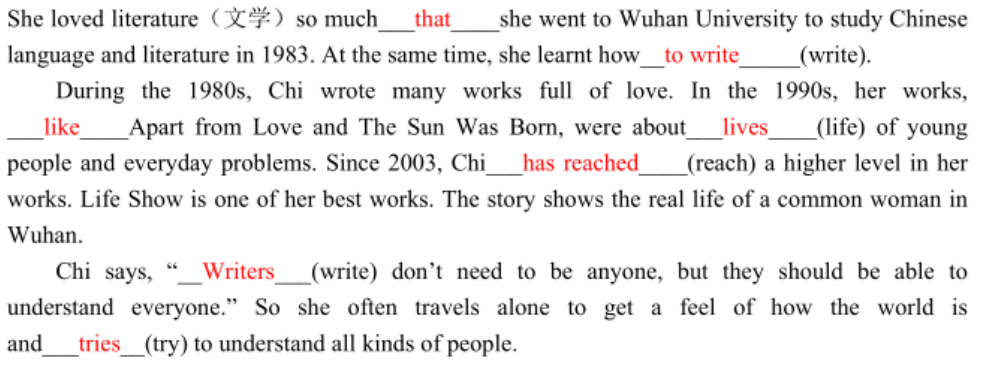 She loved literature（文学）so much___that____she went to Wuhan University to study Chinese
language and literature in 1983. At the same time, she learnt how__to write_____(write).
During the 1980s, Chi wrote many works full of love. In the 1990s, her works,
___like____Apart from Love and The Sun Was Born, were about___lives____(life) of young
people and everyday problems. Since 2003, Chi___has reached____(reach) a higher level in her
works. Life Show is one of her best works. The story shows the real life of a common woman in
Wuhan.
Chi says, “__Writers___(write) don’t need to be anyone, but they should be able to
understand everyone.” So she often travels alone to get a feel of how the world is
and___tries__(try) to understand all kinds of people.